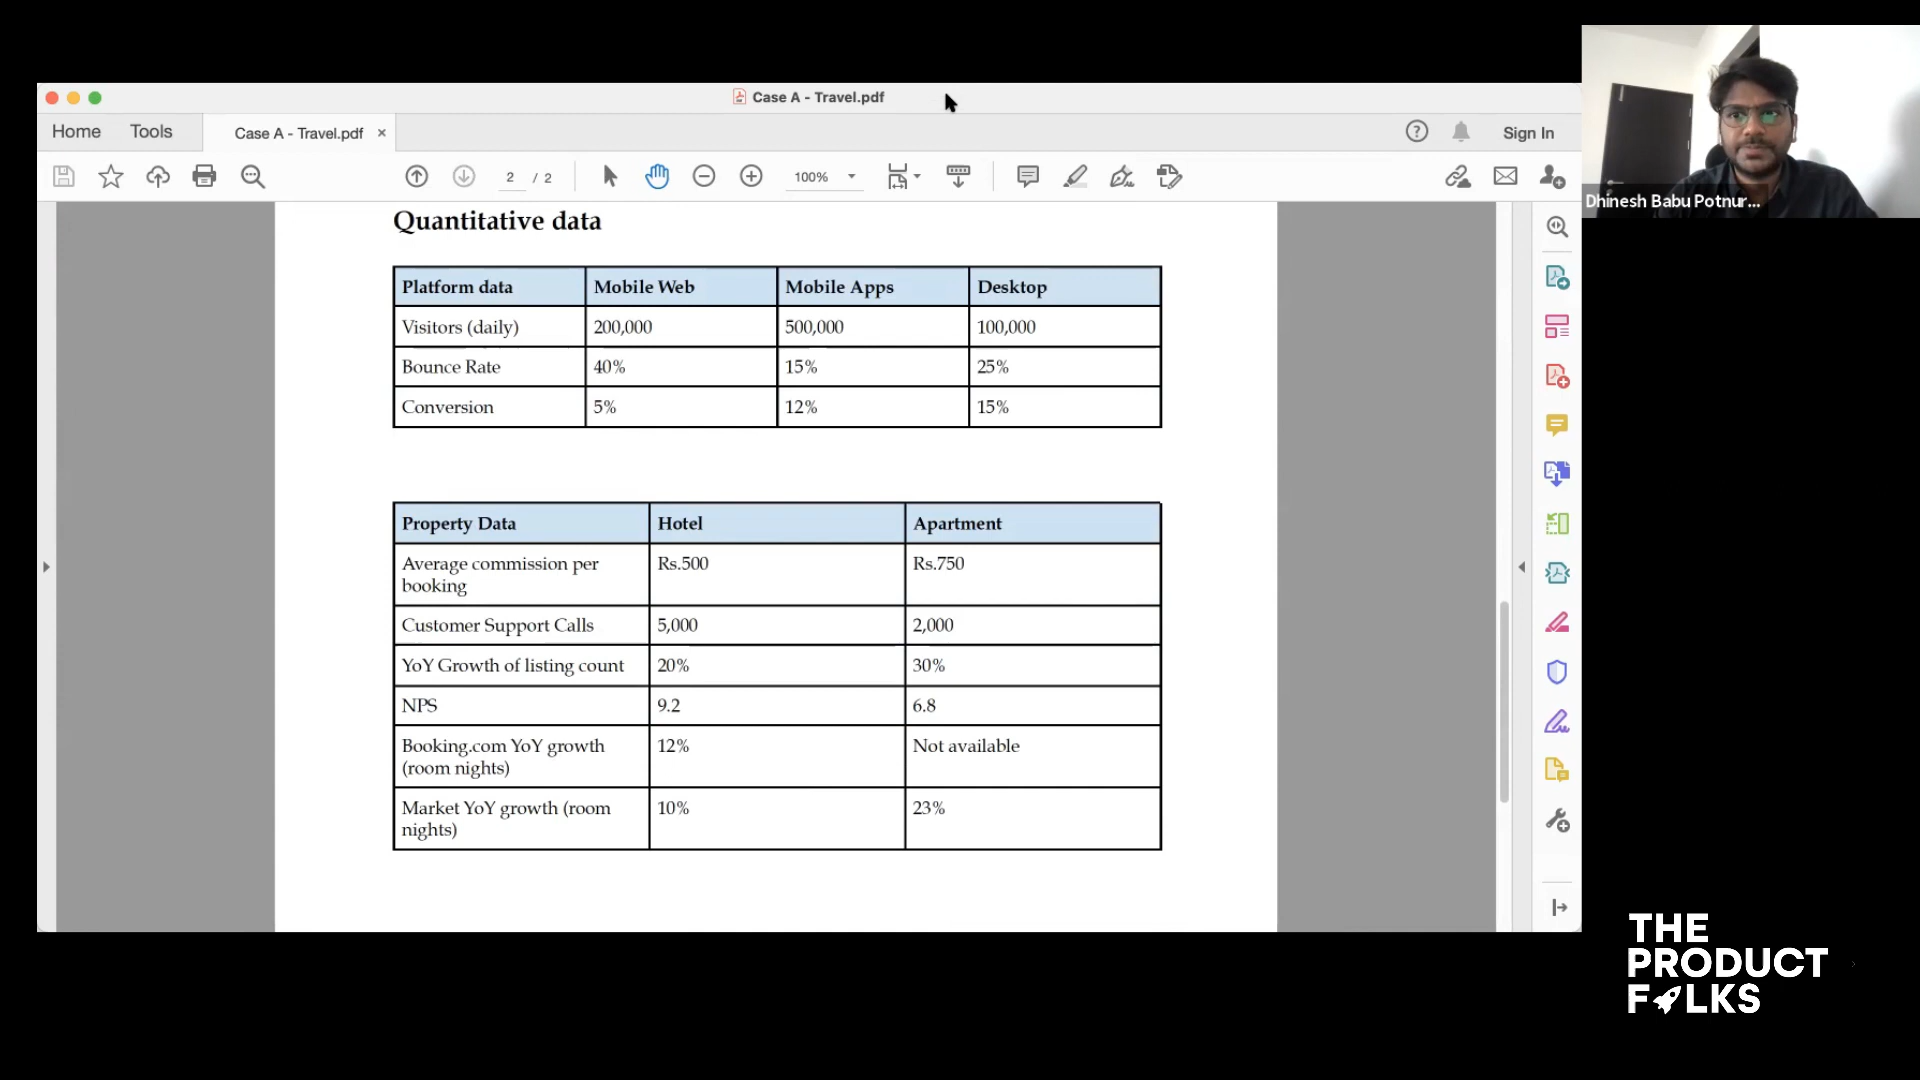 Case A - Travel.pdf
Home Tools Case A - Travel.pdf × Sign In
2 / 2 100%
Dhinesh Babu Potnur...
Quantitative data
Platform data Mobile Web Mobile Apps Desktop
Visitors (daily) 200,000 500,000 100,000
Bounce Rate 40% 15% 25%
Conversion 5% 12% 15%
Property Data Hotel Apartment
Average commission per Rs.500 Rs.750
booking
Customer Support Calls 5,000 2,000
YoY Growth of listing count 20% 30%
NPS 9.2 6.8
Booking.com YoY growth 12% Not available
(room nights)
Market YoY growth (room 10% 23%
nights)
THE
PRODUCT
FOLKS